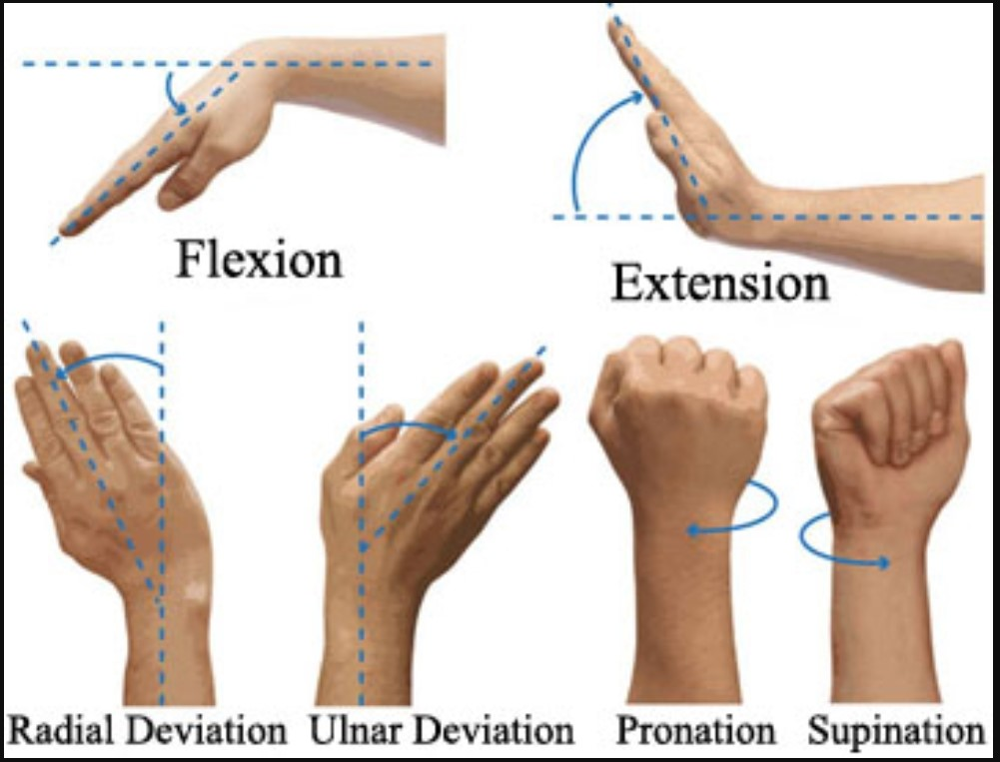 Flexion
Extension
Radial Deviation
Ulnar Deviation
Pronation
Supination